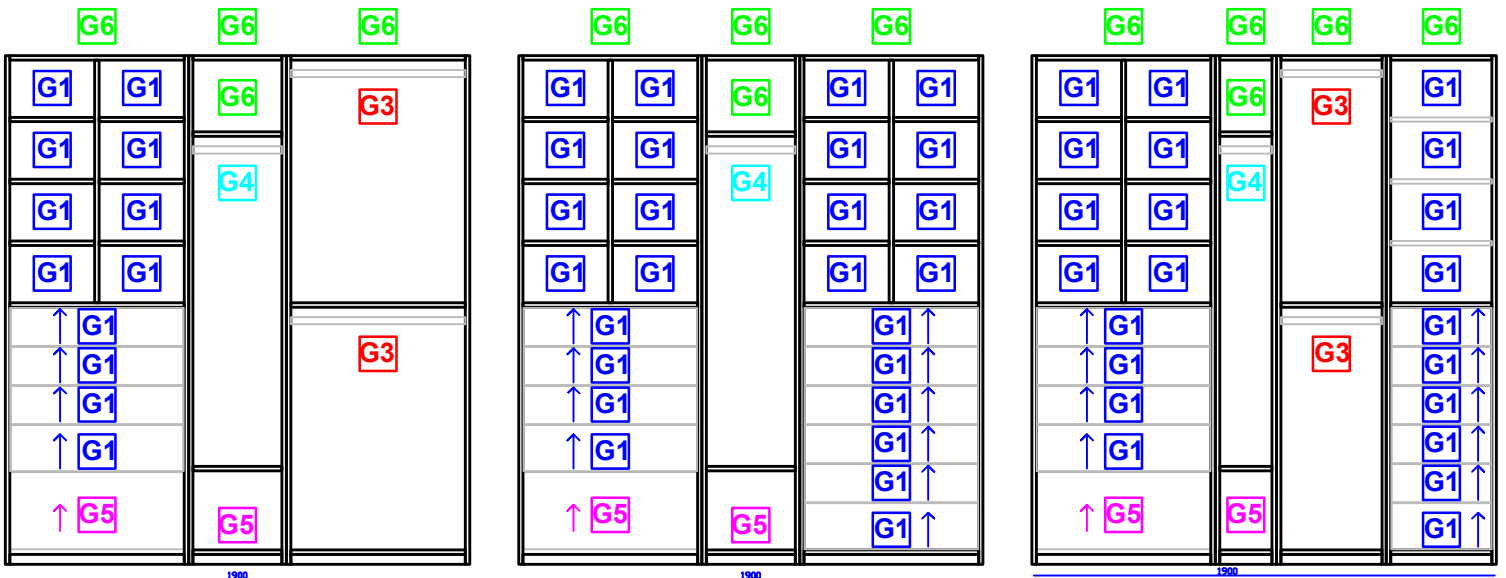 G6 G6 G6 G6 G6 G6 G6 G6 G6 G6
G1 G1 G6 G3 G1 G1 G6 G1 G1 G1 G1 G6 G3 G1
G1 G1 G4 G1 G1 G4 G1 G1 G1 G1 G4 G1
G1 G1 G1 G1 G1 G1 G1 G1 G1
G1 G1 G1 G1 G1 G1 G1 G1 G1
G1 G1 G1 G1 G1
G1 G3 G1 G1 G1 G3 G1
G1 G1 G1 G1 G1
G1 G1 G1 G1 G1
G1 G1
G5 G5 G5 G5 G1 G5 G5 G1
1900 1900 1900